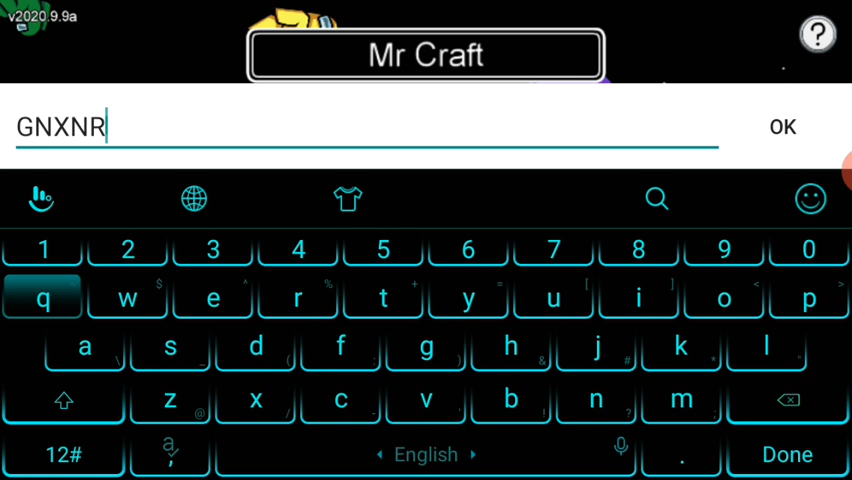 v2020.9.9a
Mr Craft
GNXNR
OK
1 2 3 4 5 6 7 8 9 0
q w $ e ^ r % t + y = u [ i ] o < p >
a \ s _ d ( f : g ) h & j # k * l "
z @ x / c - v ' b ! n ? m ;
12# a , English . Done